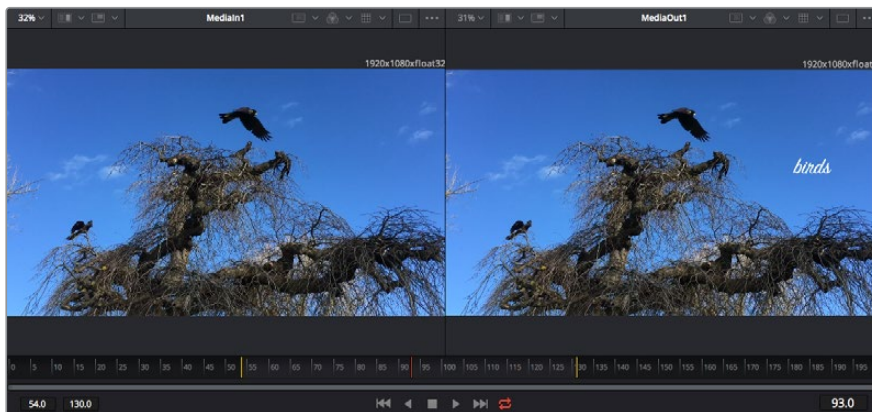 32% MediaIn1 31% MediaOut1
1920x1080xfloat32 1920x1080xfloat
birds
0 5 10 15 20 25 30 35 40 45 50 55 60 65 70 75 80 85 90 95 100 105 110 115 120 125 130 135 140 145 150 155 160 165 170 175 180 185 190 195
54.0 130.0 93.0